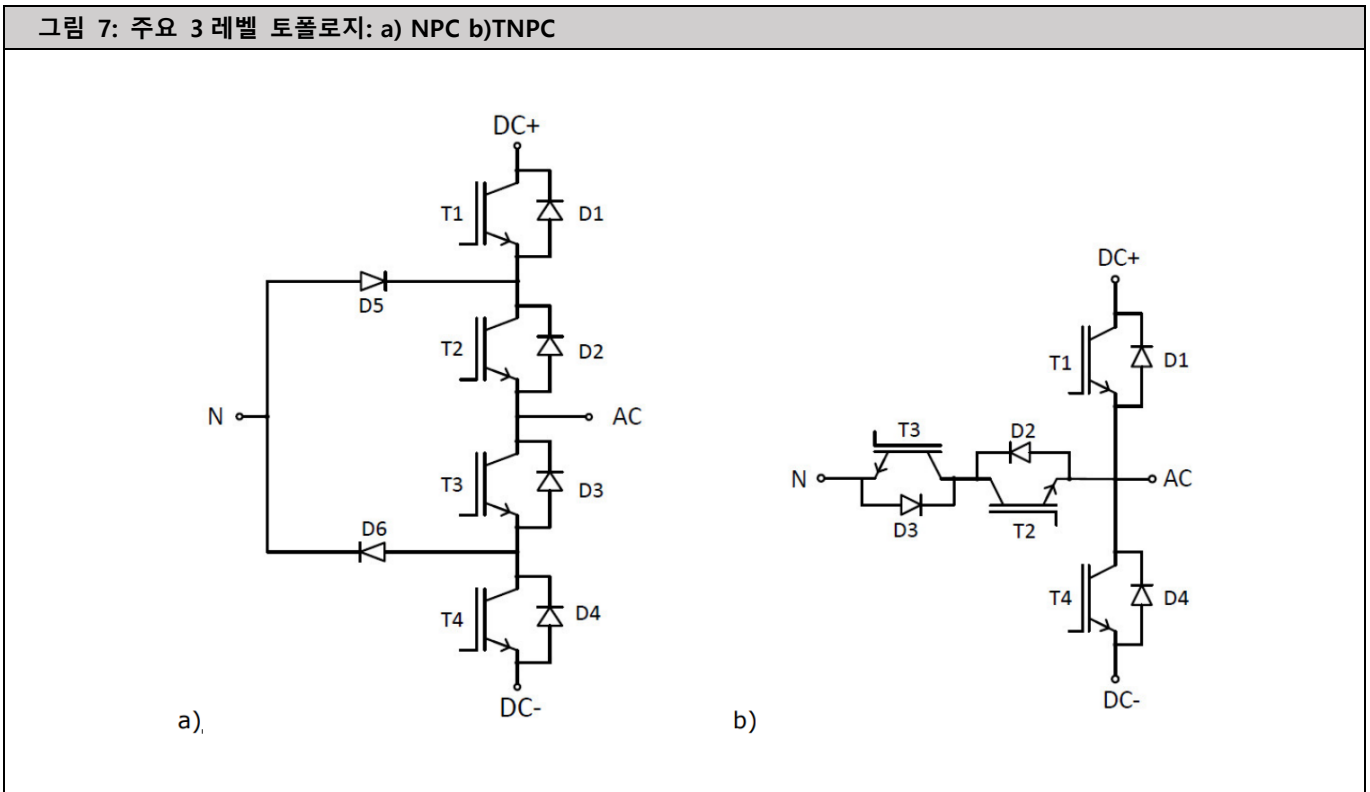 그림 7: 주요 3 레벨 토폴로지: a) NPC b)TNPC
DC+
T1
D1
D5
T2
D2
N
AC
T3
D3
D6
T4
D4
DC-
a)
DC+
T1
D1
T3
D2
N
AC
D3
T2
T4
D4
DC-
b)